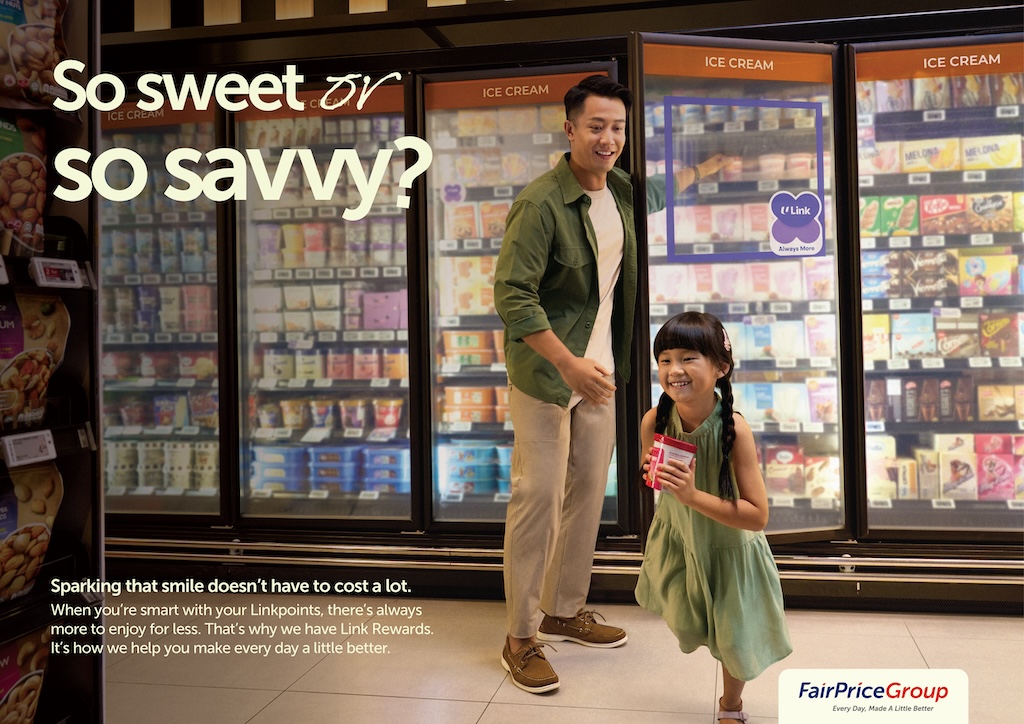 So sweet or
so savvy?
ICE CREAM
ICE CREAM
ICE CREAM
ICE CREAM
ICE CREAM
Link
Always More
MELONA
KitKat
Sparking that smile doesn’t have to cost a lot.
When you’re smart with your Linkpoints, there’s always
more to enjoy for less. That’s why we have Link Rewards.
It’s how we help you make every day a little better.
FairPriceGroup
Every Day, Made A Little Better